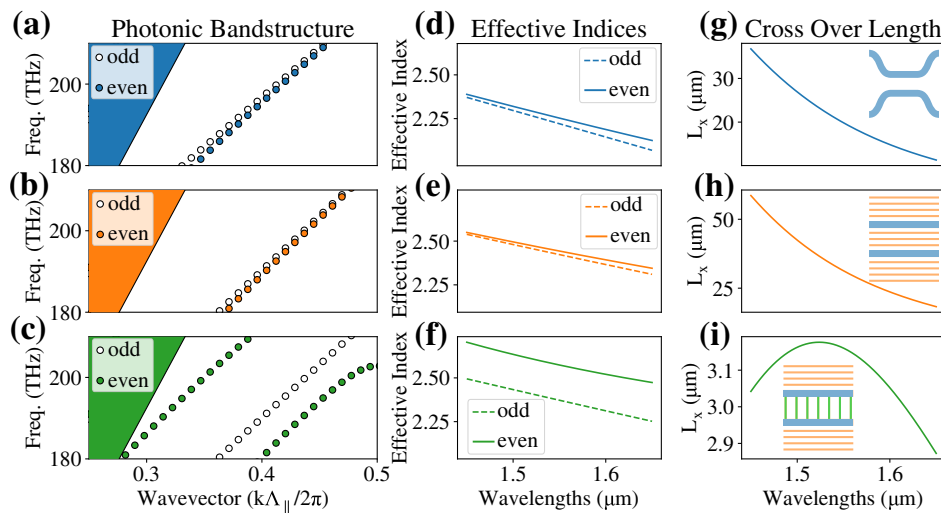 (a) Photonic Bandstructure
Freq. (THz)
200
180
odd
even
(b)
Freq. (THz)
200
180
odd
even
(c)
Freq. (THz)
200
180
odd
even
0.3 0.4 0.5
Wavevector (kΛ∥/2π)
(d) Effective Indices
Effective Index
2.50
2.25
odd
even
(e)
Effective Index
2.50
2.25
odd
even
(f)
Effective Index
2.50
2.25
odd
even
1.5 1.6
Wavelengths (μm)
(g) Cross Over Length
Lₓ (μm)
30
20
(h)
Lₓ (μm)
50
25
(i)
Lₓ (μm)
3.1
3.0
2.9
1.5 1.6
Wavelengths (μm)